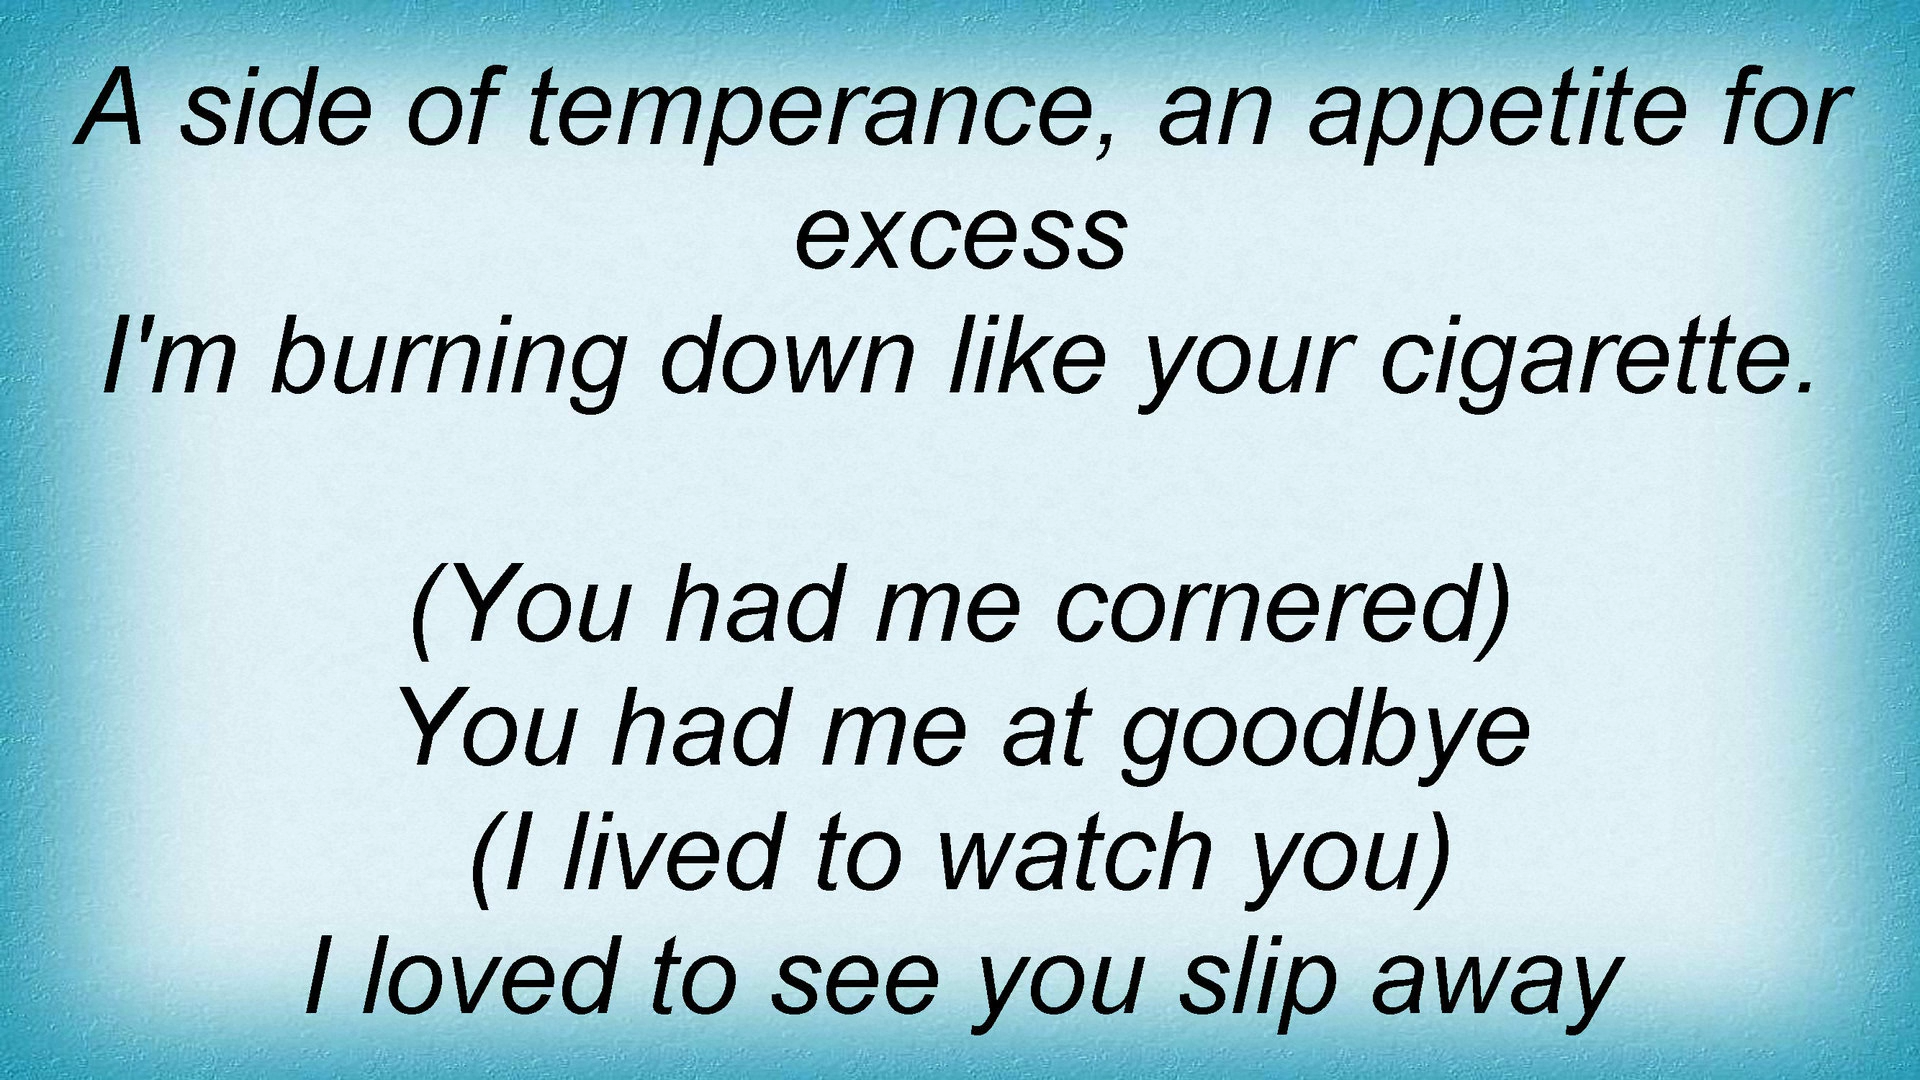 A side of temperance, an appetite for
excess
I'm burning down like your cigarette.
(You had me cornered)
You had me at goodbye
(I lived to watch you)
I loved to see you slip away